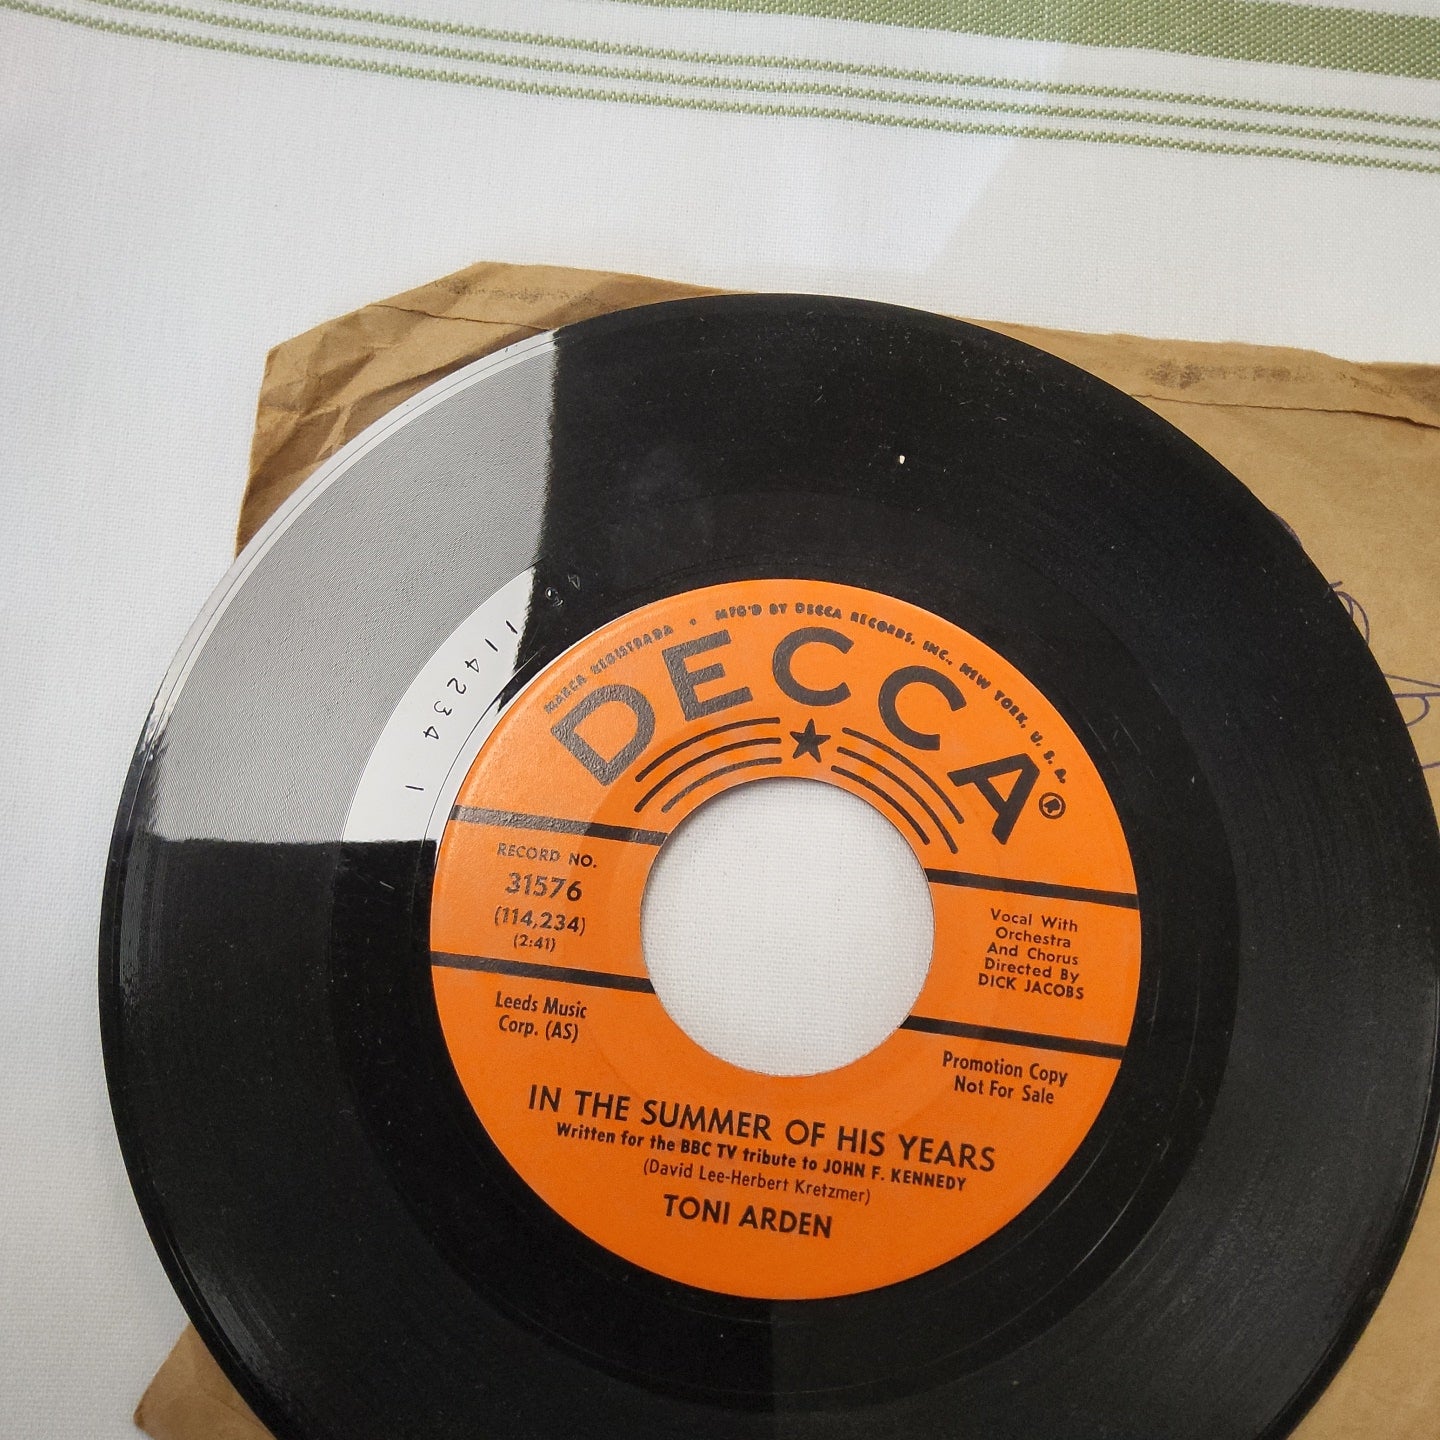 MARCA REGISTRADA • MFG'D BY DECCA RECORDS, INC., NEW YORK, U. S. A.
DECCA®
RECORD NO.
31576
(114,234)
(2:41)
Vocal With
Orchestra
And Chorus
Directed By
DICK JACOBS
Leeds Music
Corp. (AS)
Promotion Copy
Not For Sale
IN THE SUMMER OF HIS YEARS
Written for the BBC TV tribute to JOHN F. KENNEDY
(David Lee-Herbert Kretzmer)
TONI ARDEN
114234